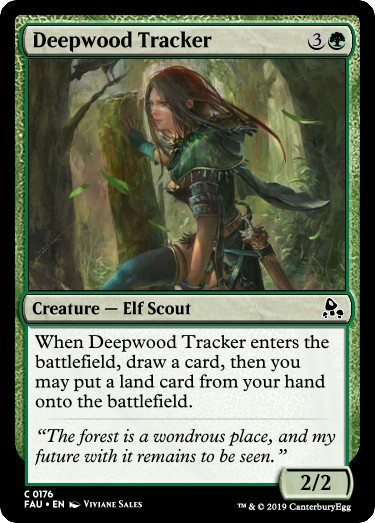 Deepwood Tracker 3
Creature — Elf Scout
When Deepwood Tracker enters the
battlefield, draw a card, then you
may put a land card from your hand
onto the battlefield.
“The forest is a wondrous place, and my
future with it remains to be seen.”
2/2
C 0176
FAU • EN VIVIANE SALES
™ & © 2019 CanterburyEgg